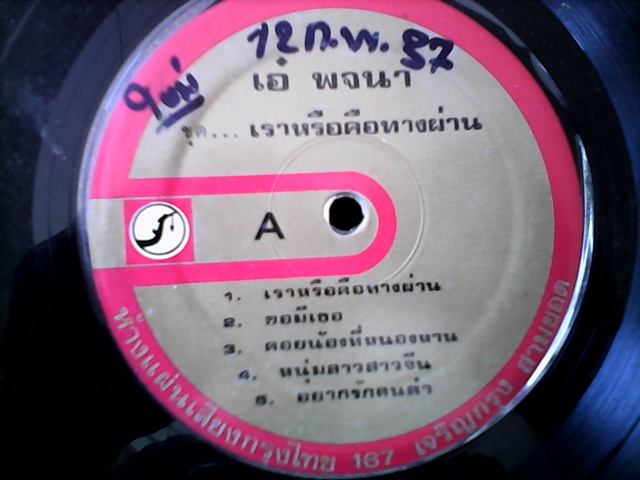 12 ก.พ. 37
เอ๋ พจนา
ชุด... เราหรือคือทางผ่าน
A
1. เราหรือคือทางผ่าน
2. ขอมีเธอ
3. คอยน้องที่หนองหาน
4. หนุ่มลาวสาวจีน
5. อยากรักคนดำ
ห้างแผ่นเสียงกรุงไทย 167 เจริญกรุง สามยอด